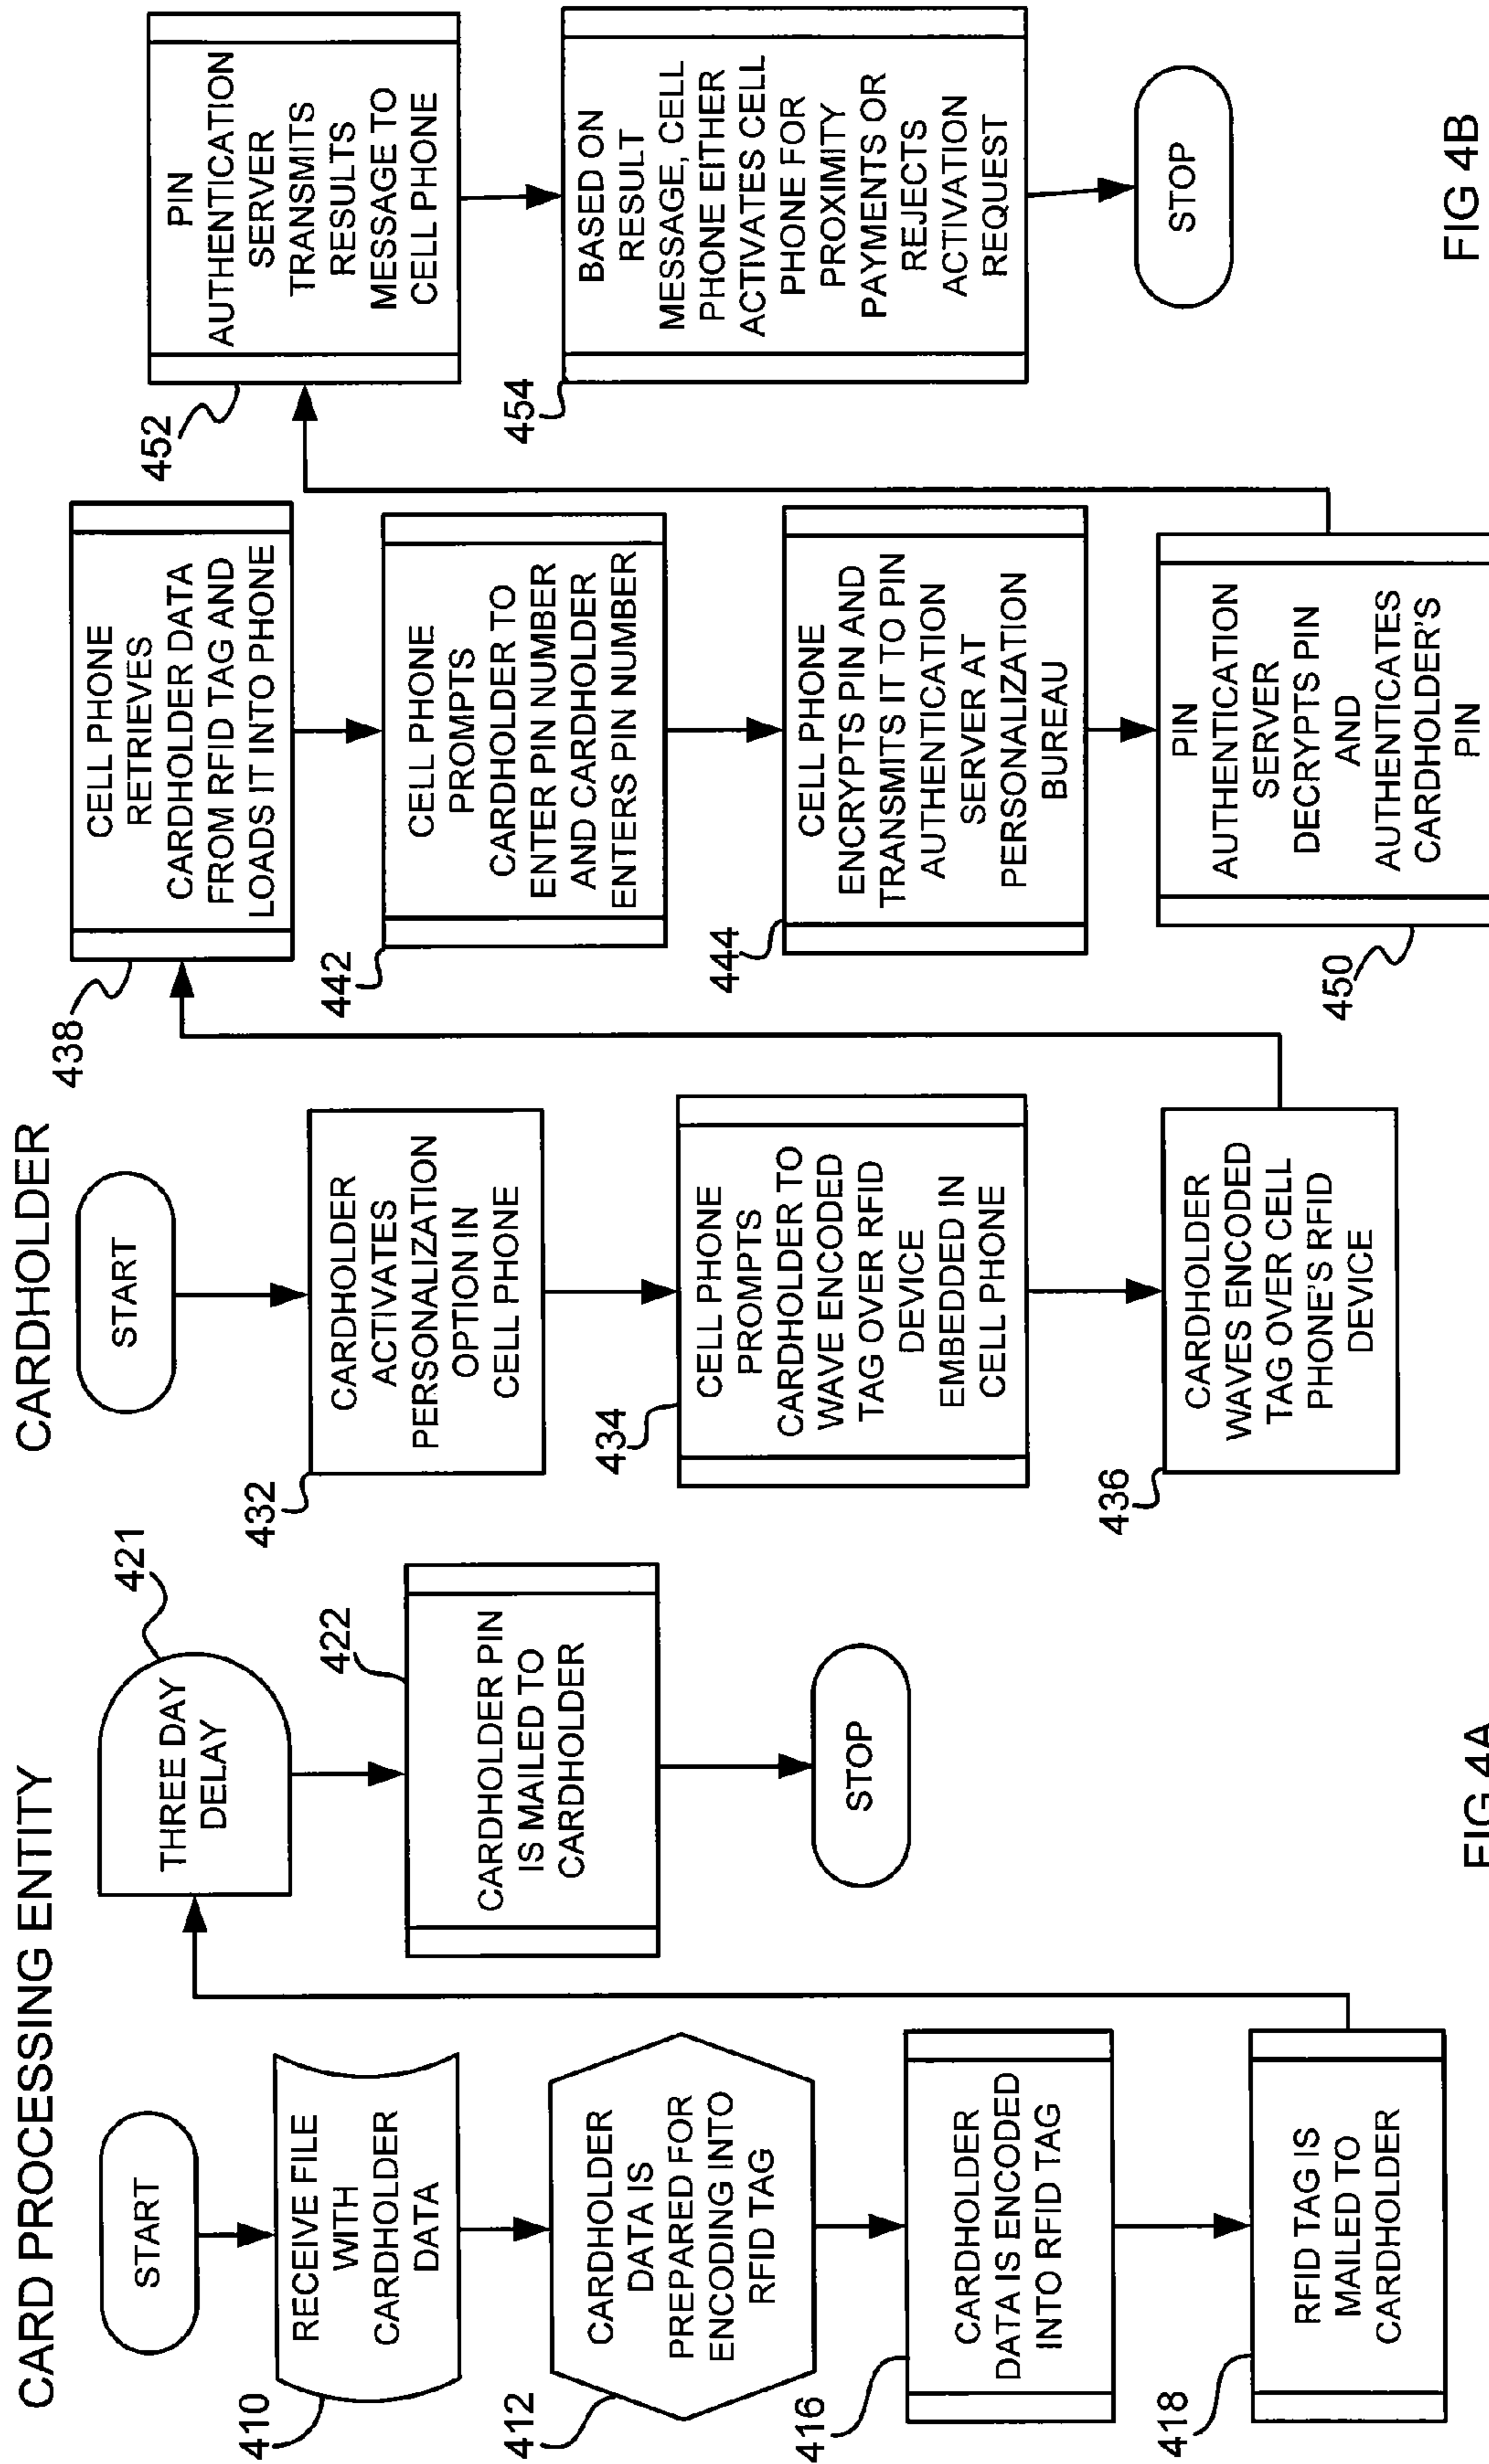 CARD PROCESSING ENTITY
START
RECEIVE FILE
WITH
CARDHOLDER
DATA
410
CARDHOLDER
DATA IS
PREPARED FOR
ENCODING INTO
RFID TAG
412
CARDHOLDER
DATA IS ENCODED
INTO RFID TAG
416
RFID TAG IS
MAILED TO
CARDHOLDER
418
THREE DAY
DELAY
421
CARDHOLDER PIN
IS MAILED TO
CARDHOLDER
422
STOP
FIG 4A
CARDHOLDER
START
CARDHOLDER
ACTIVATES
PERSONALIZATION
OPTION IN
CELL PHONE
432
CELL PHONE
PROMPTS
CARDHOLDER TO
WAVE ENCODED
TAG OVER RFID
DEVICE
EMBEDDED IN
CELL PHONE
434
CARDHOLDER
WAVES ENCODED
TAG OVER CELL
PHONE'S RFID
DEVICE
436
CELL PHONE
RETRIEVES
CARDHOLDER DATA
FROM RFID TAG AND
LOADS IT INTO PHONE
438
CELL PHONE
PROMPTS
CARDHOLDER TO
ENTER PIN NUMBER
AND CARDHOLDER
ENTERS PIN NUMBER
442
CELL PHONE
ENCRYPTS PIN AND
TRANSMITS IT TO PIN
AUTHENTICATION
SERVER AT
PERSONALIZATION
BUREAU
444
PIN
AUTHENTICATION
SERVER
DECRYPTS PIN
AND
AUTHENTICATES
CARDHOLDER'S
PIN
450
PIN
AUTHENTICATION
SERVER
TRANSMITS
RESULTS
MESSAGE TO
CELL PHONE
452
BASED ON
RESULT
MESSAGE, CELL
PHONE EITHER
ACTIVATES CELL
PHONE FOR
PROXIMITY
PAYMENTS OR
REJECTS
ACTIVATION
REQUEST
454
STOP
FIG 4B